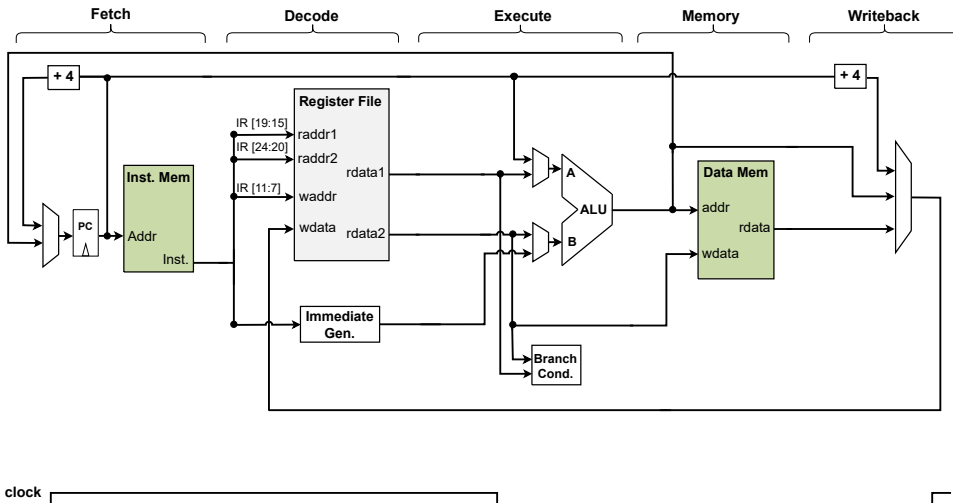 Fetch
Decode
Execute
Memory
Writeback
+ 4
+ 4
Register File
IR [19:15]
raddr1
IR [24:20]
raddr2
rdata1
IR [11:7]
waddr
wdata
rdata2
Inst. Mem
PC
Addr
Inst.
A
ALU
B
Data Mem
addr
rdata
wdata
Immediate
Gen.
Branch
Cond.
clock